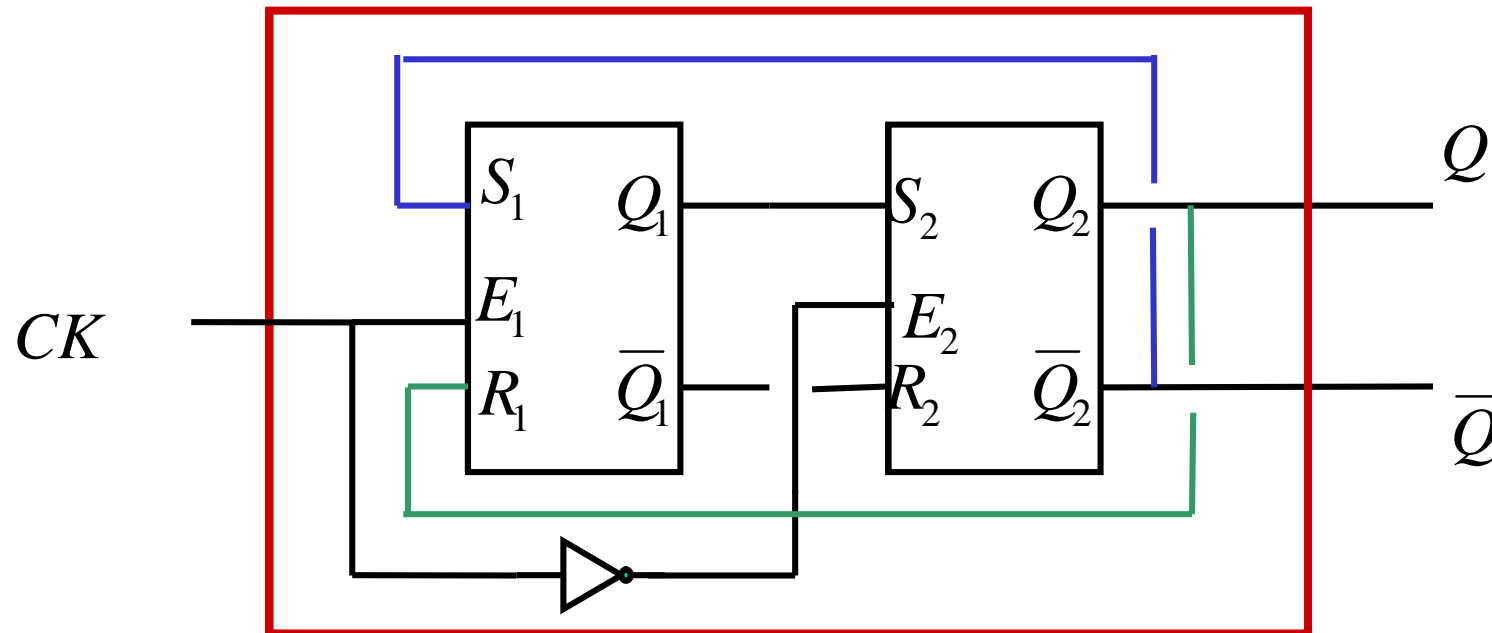 Q
S₁ Q₁ S₂ Q₂
CK E₁ E₂
R₁ Q̅₁ R₂ Q̅₂
Q̅